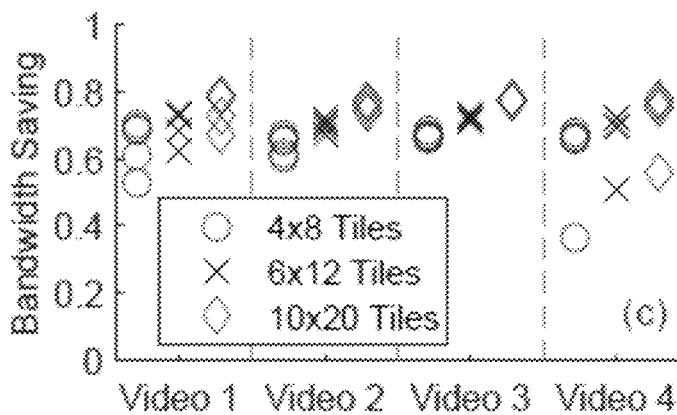 1
0.8
0.6
0.4
0.2
0
Bandwidth Saving
4x8 Tiles
6x12 Tiles
10x20 Tiles
(c)
Video 1 Video 2 Video 3 Video 4